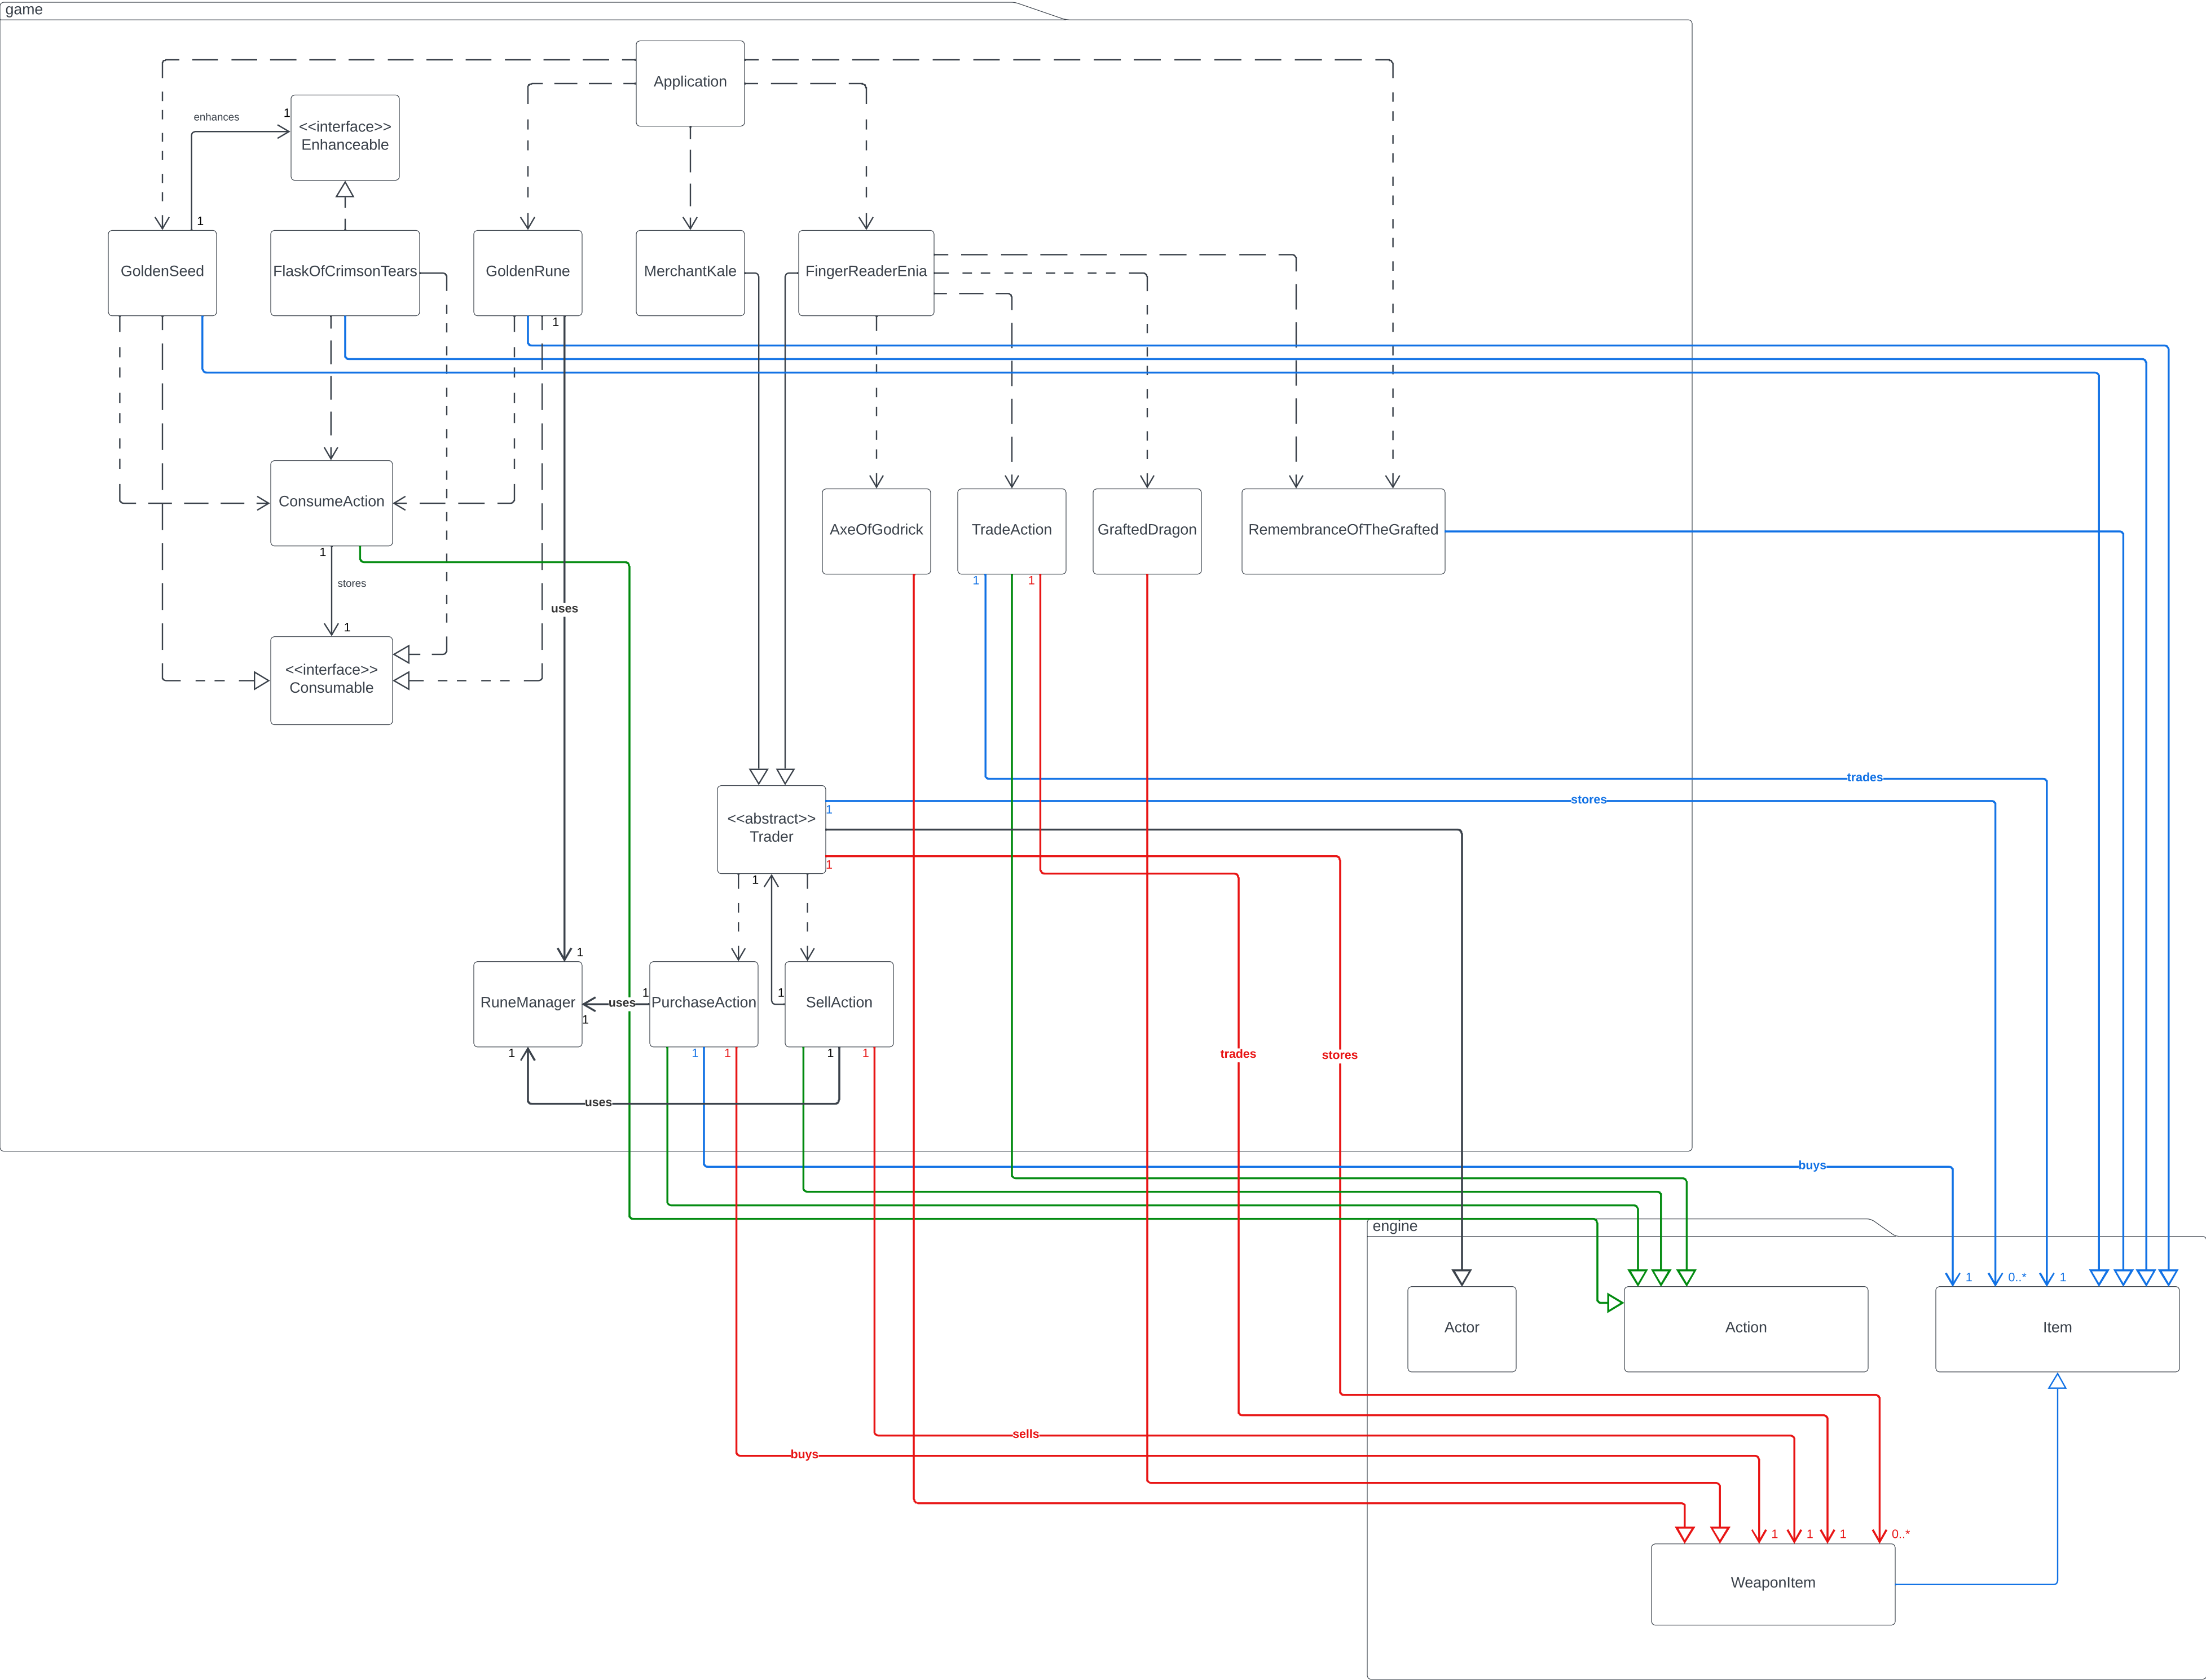 game
Application
enhances
1
<<interface>>
Enhanceable
1
GoldenSeed
FlaskOfCrimsonTears
GoldenRune
MerchantKale
FingerReaderEnia
1
ConsumeAction
AxeOfGodrick
TradeAction
GraftedDragon
RemembranceOfTheGrafted
1
stores
1
1
1
uses
<<interface>>
Consumable
trades
stores
<<abstract>>
Trader
1
1
1
1
RuneManager
uses
1
1
PurchaseAction
1
SellAction
1
1
1
1
1
uses
trades
stores
buys
engine
1
0..*
1
Actor
Action
Item
sells
buys
1
1
1
0..*
WeaponItem